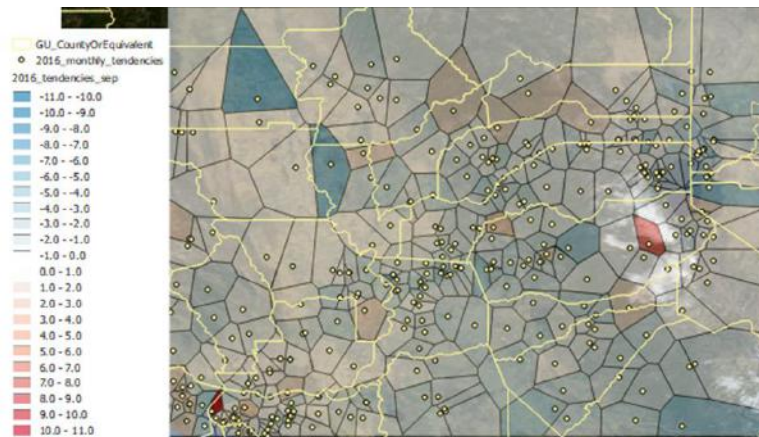 GU_CountyOrEquivalent
2016_monthly_tendencies
2016_tendencies_sep
-11.0 - -10.0
-10.0 - -9.0
-9.0 - -8.0
-8.0 - -7.0
-7.0 - -6.0
-6.0 - -5.0
-5.0 - -4.0
-4.0 - -3.0
-3.0 - -2.0
-2.0 - -1.0
-1.0 - 0.0
0.0 - 1.0
1.0 - 2.0
2.0 - 3.0
3.0 - 4.0
4.0 - 5.0
5.0 - 6.0
6.0 - 7.0
7.0 - 8.0
8.0 - 9.0
9.0 - 10.0
10.0 - 11.0